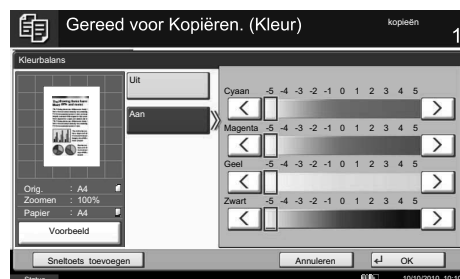 Gereed voor Kopiëren. (Kleur)
kopieën
1
Kleurbalans
Uit
Aan
Cyaan -5 -4 -3 -2 -1 0 1 2 3 4 5
Magenta -5 -4 -3 -2 -1 0 1 2 3 4 5
Geel -5 -4 -3 -2 -1 0 1 2 3 4 5
Zwart -5 -4 -3 -2 -1 0 1 2 3 4 5
Orig. : A4
Zoomen : 100%
Papier : A4
Voorbeeld
Sneltoets toevoegen
Annuleren
OK
Status
10/10/2010 10:10